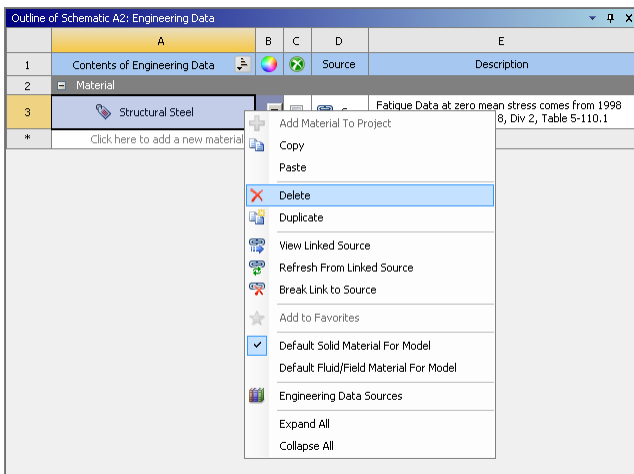 Outline of Schematic A2: Engineering Data
A B C D E
1 Contents of Engineering Data Source Description
2 Material
3 Structural Steel Fatigue Data at zero mean stress comes from 1998
8, Div 2, Table 5-110.1
* Click here to add a new material
Add Material To Project
Copy
Paste
Delete
Duplicate
View Linked Source
Refresh From Linked Source
Break Link to Source
Add to Favorites
Default Solid Material For Model
Default Fluid/Field Material For Model
Engineering Data Sources
Expand All
Collapse All